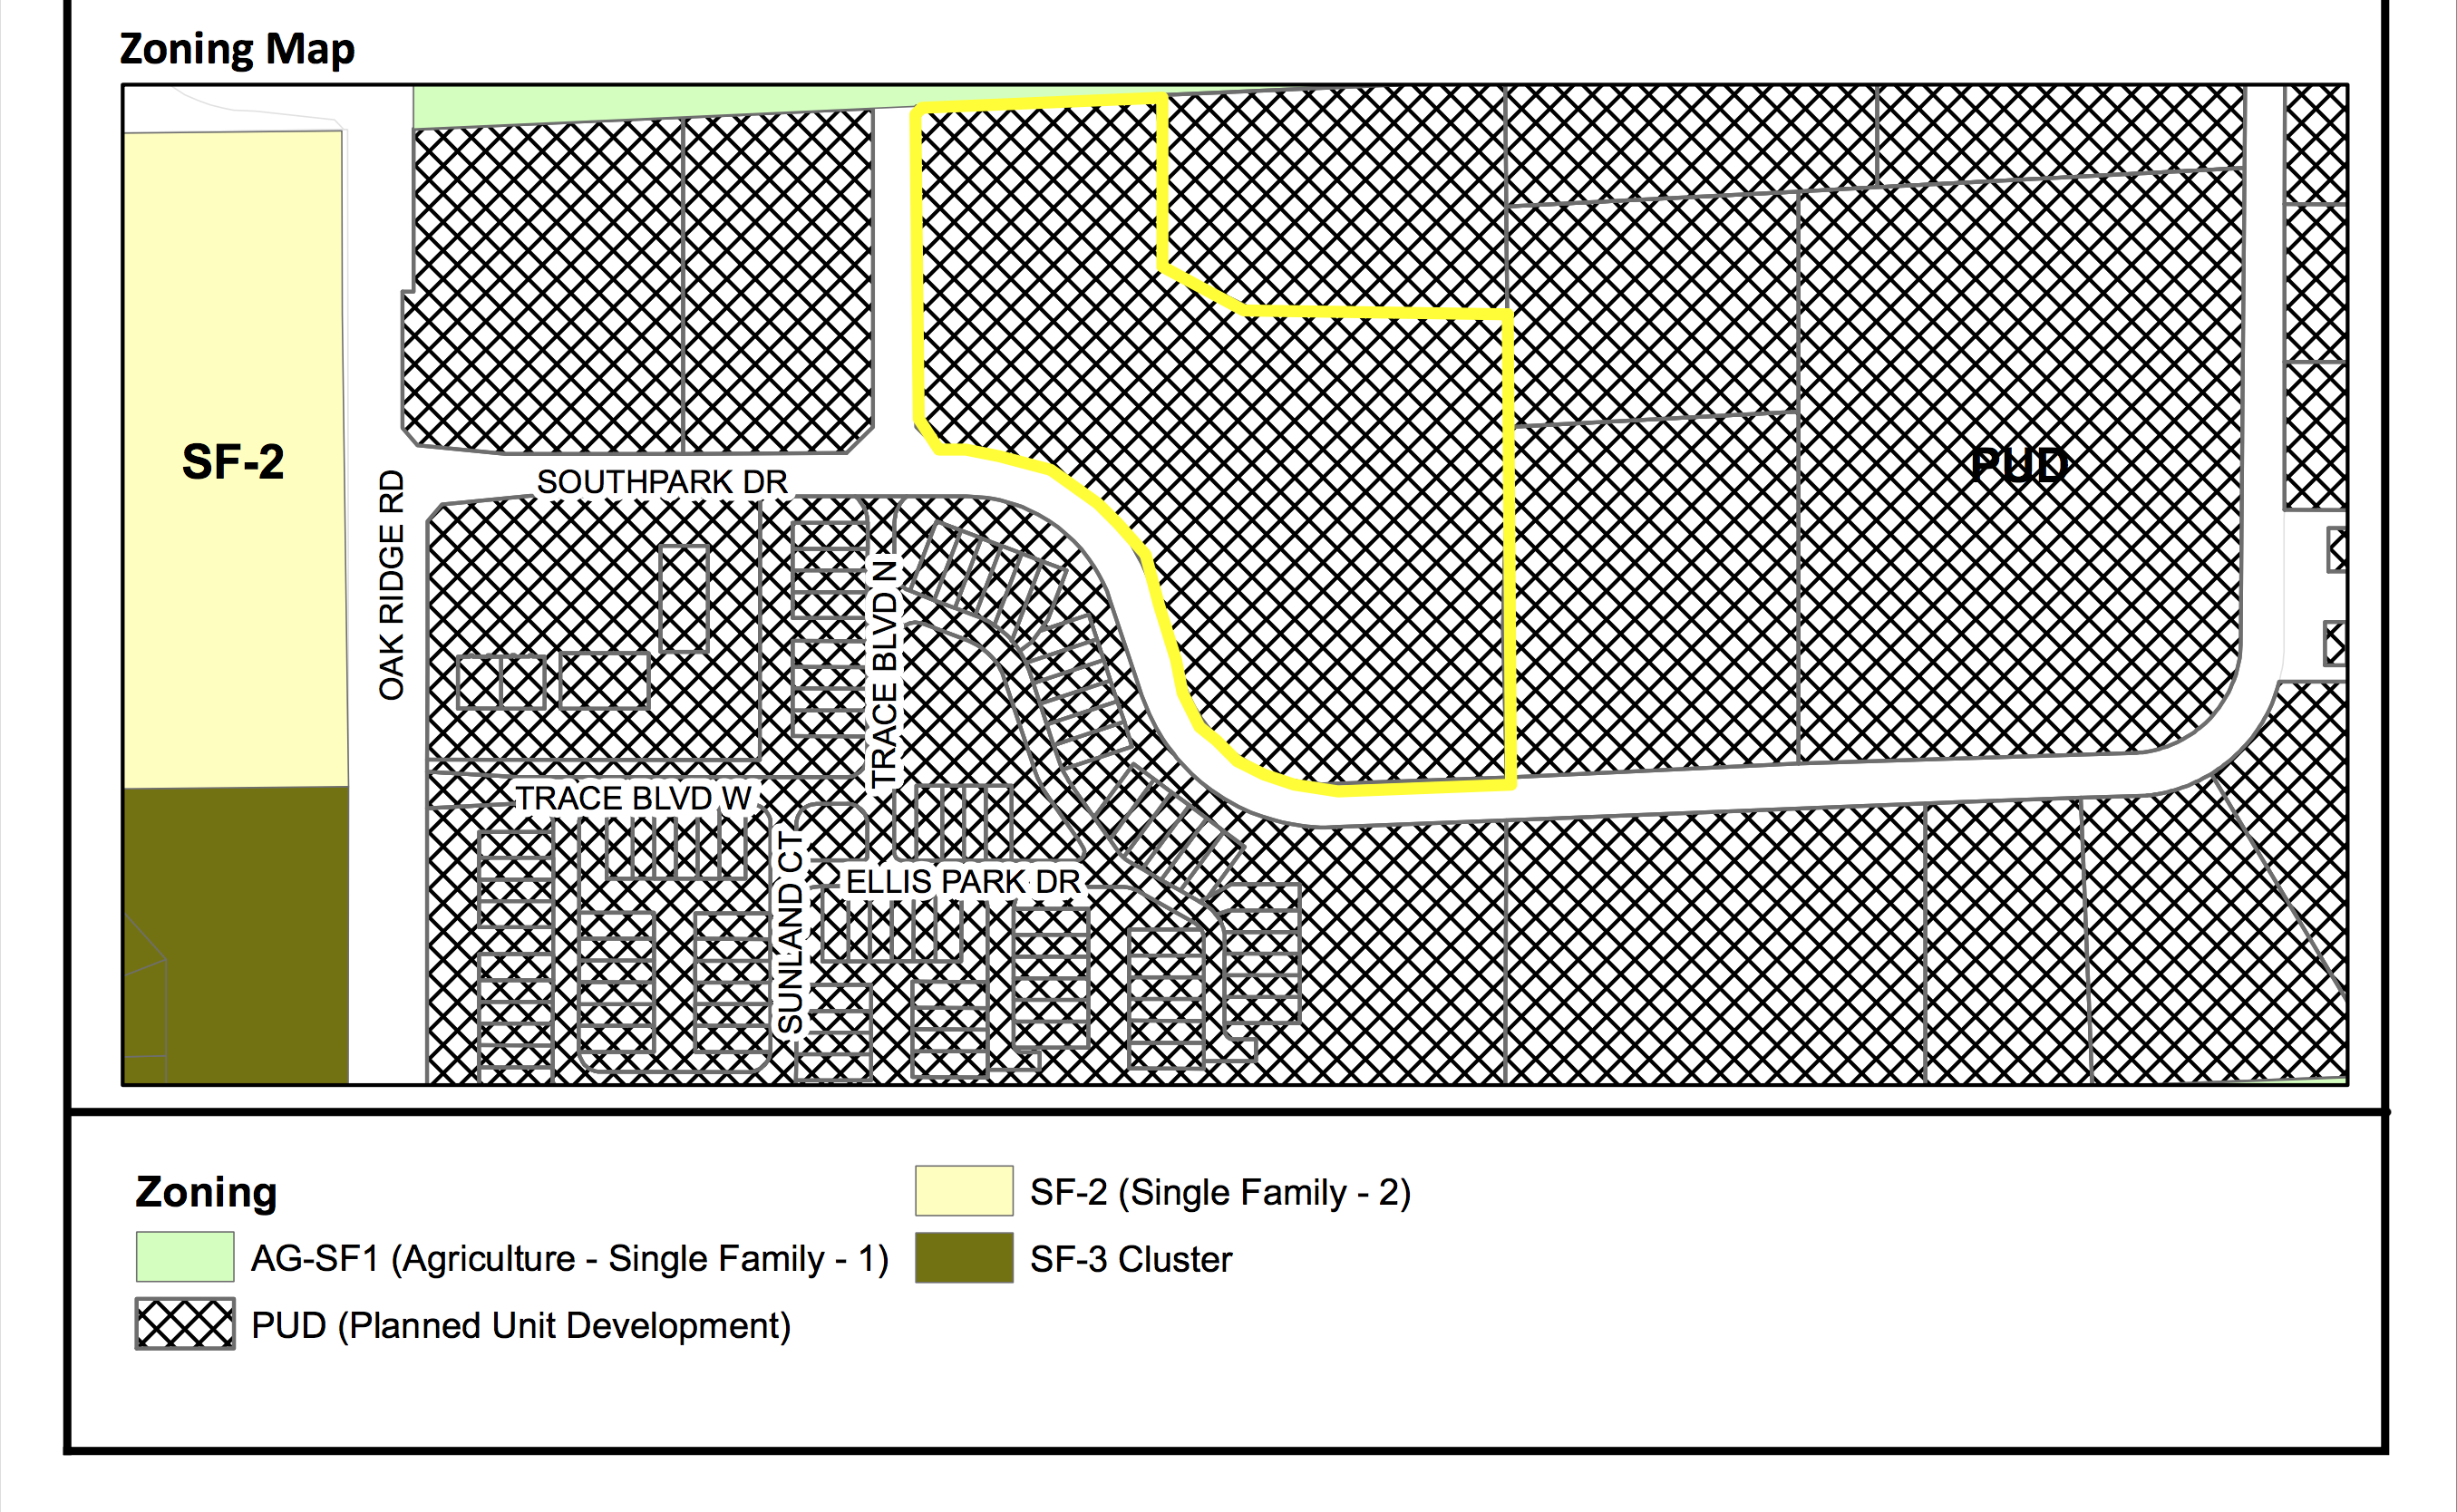 Zoning Map
SF-2
OAK RIDGE RD
SOUTHPARK DR
TRACE BLVD N
PUD
TRACE BLVD W
SUNLAND CT
ELLIS PARK DR
Zoning
AG-SF1 (Agriculture - Single Family - 1)
PUD (Planned Unit Development)
SF-2 (Single Family - 2)
SF-3 Cluster